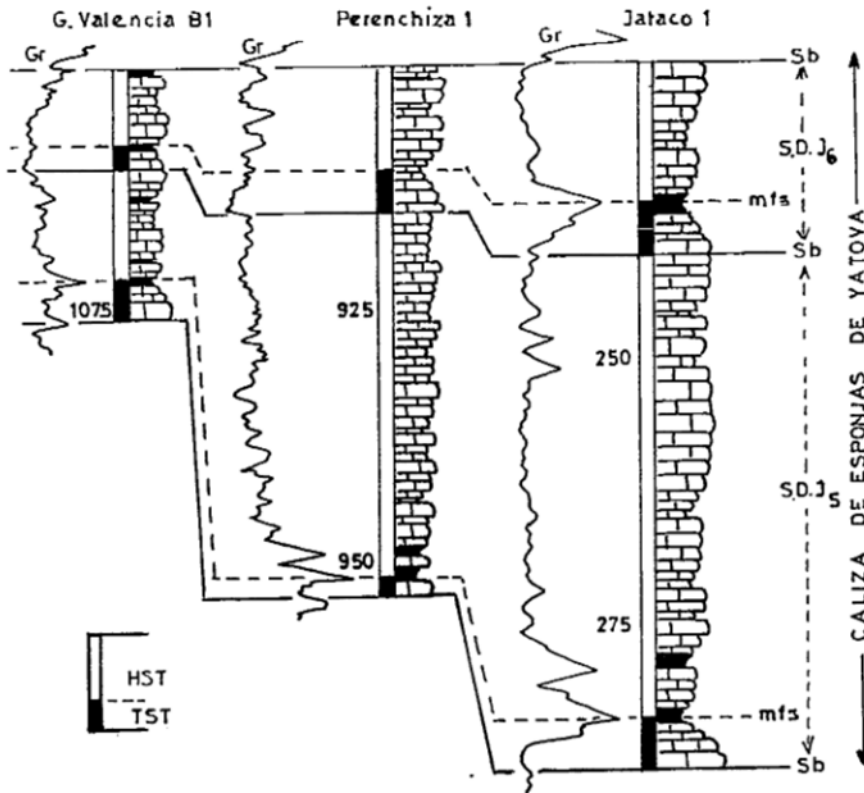 G. Valencia B1
Perenchiza 1
Jataco 1
Gr
Gr
Gr
Sb
S.D.J6
mfs
Sb
1075
925
250
S.D.J5
950
275
mfs
Sb
HST
TST
CALIZA DE ESPONJAS DE YATOVA